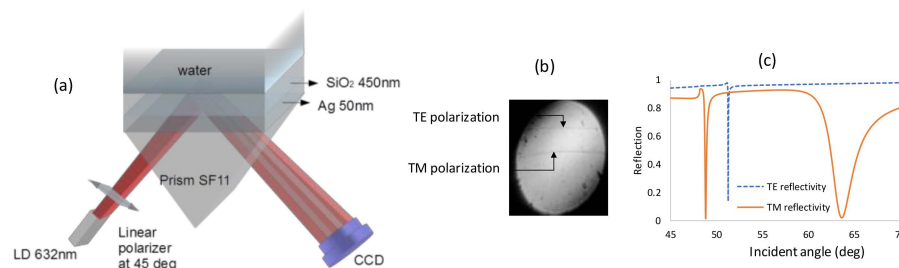 (a)
water
SiO₂ 450nm
Ag 50nm
Prism SF11
Linear
polarizer
at 45 deg
LD 632nm
CCD
(b)
TE polarization
TM polarization
(c)
Reflection
1
0.8
0.6
0.4
0.2
0
45 50 55 60 65 70
Incident angle (deg)
TE reflectivity
TM reflectivity